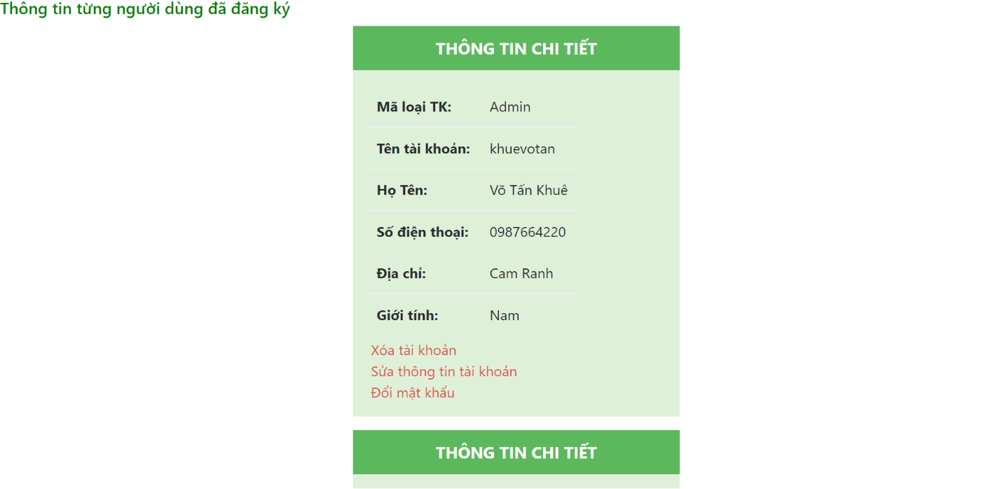 Thông tin từng người dùng đã đăng ký
THÔNG TIN CHI TIẾT
Mã loại TK: Admin
Tên tài khoản: khuevotan
Họ Tên: Võ Tấn Khuê
Số điện thoại: 0987664220
Địa chỉ: Cam Ranh
Giới tính: Nam
Xóa tài khoản
Sửa thông tin tài khoản
Đổi mật khẩu
THÔNG TIN CHI TIẾT